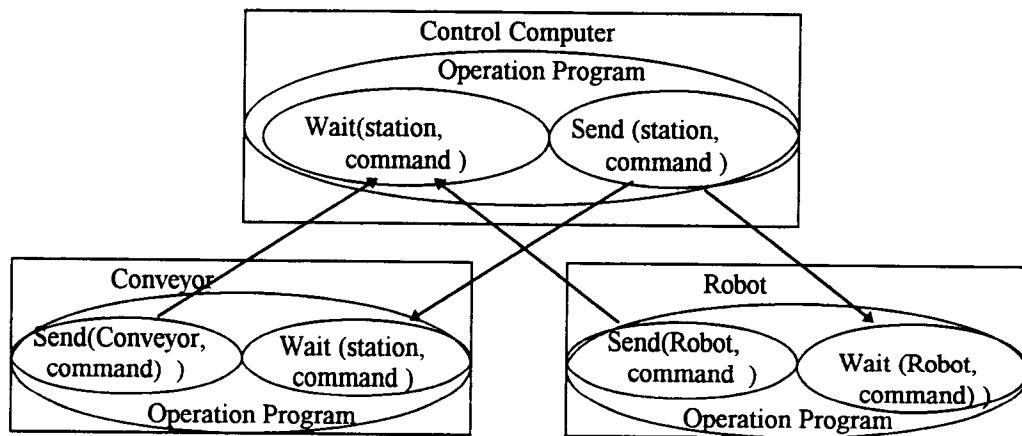 Control Computer
Operation Program
Wait(station,
command )
Send (station,
command )
Conveyor
Send(Conveyor,
command) )
Wait (station,
command )
Operation Program
Robot
Send(Robot,
command )
Wait (Robot,
command) )
Operation Program